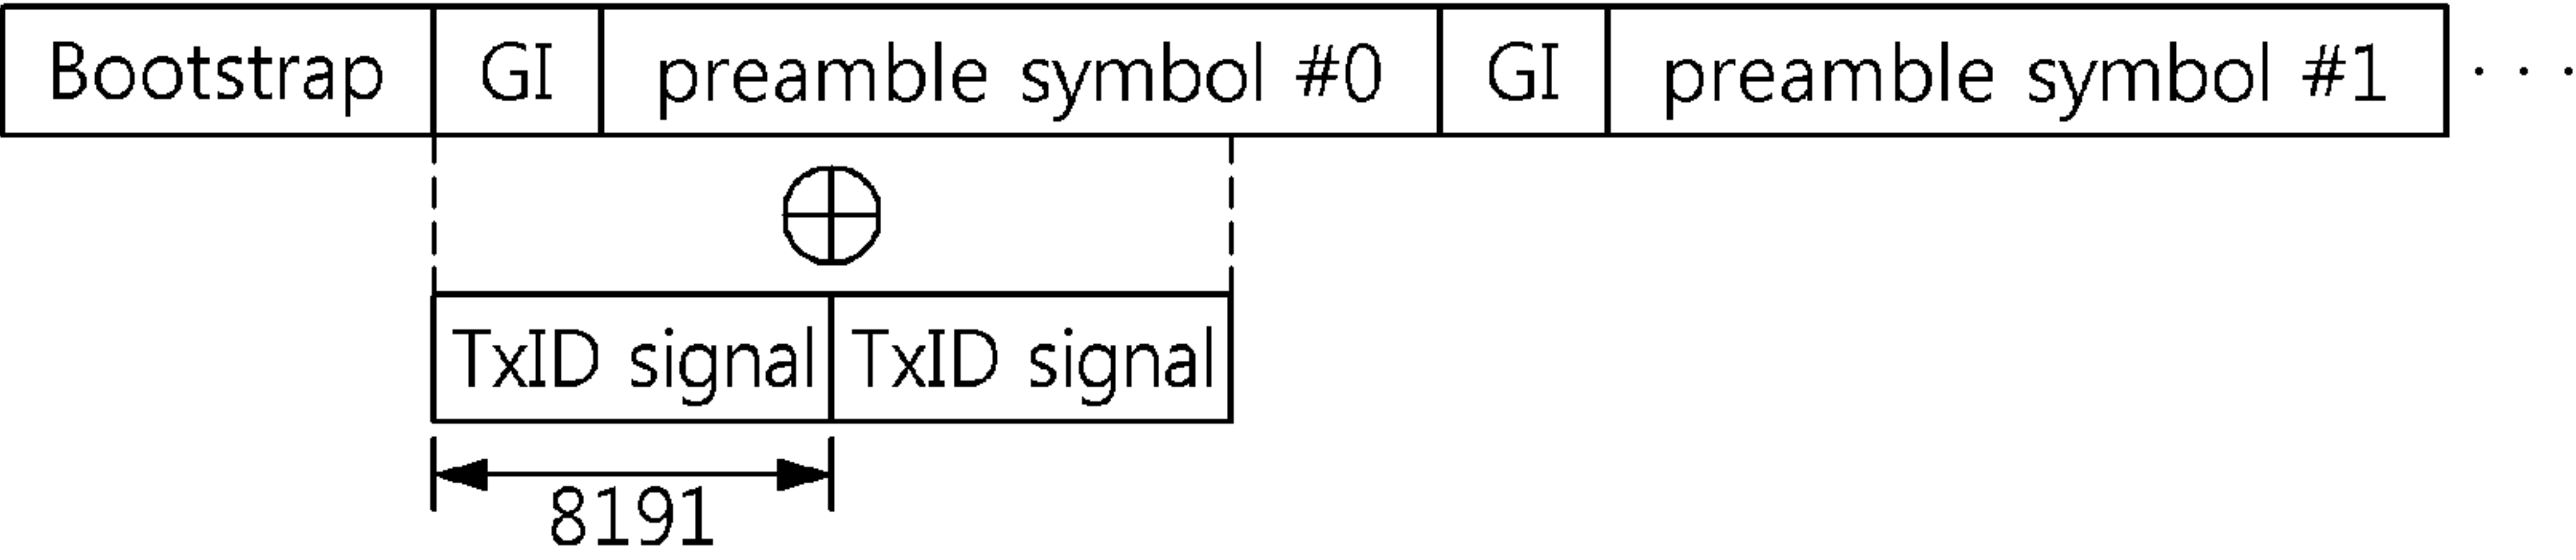 Bootstrap GI preamble symbol #0 GI preamble symbol #1 · · ·
TxID signal TxID signal
8191